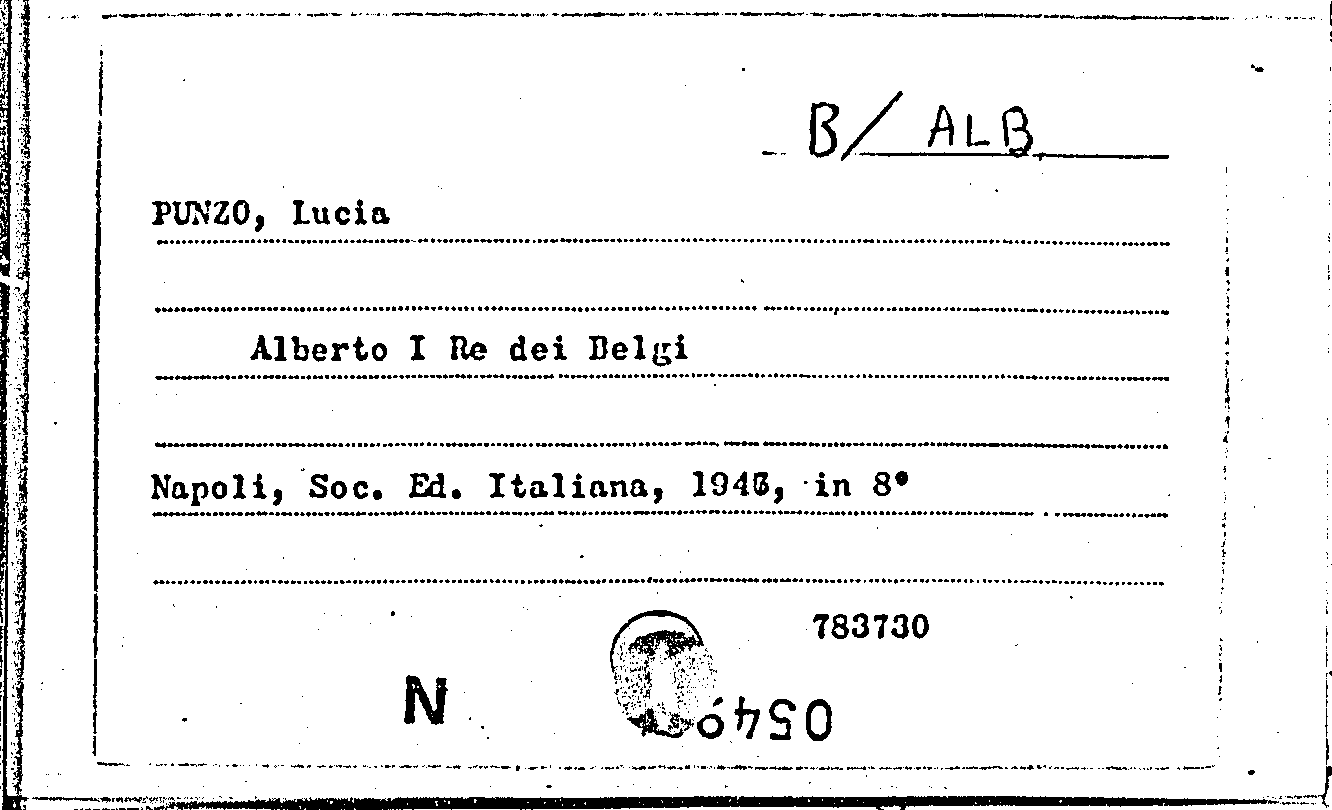 B/ ALB
PUNZO, Lucia
Alberto I Re dei Belgi
Napoli, Soc. Ed. Italiana, in 8°
783730
N